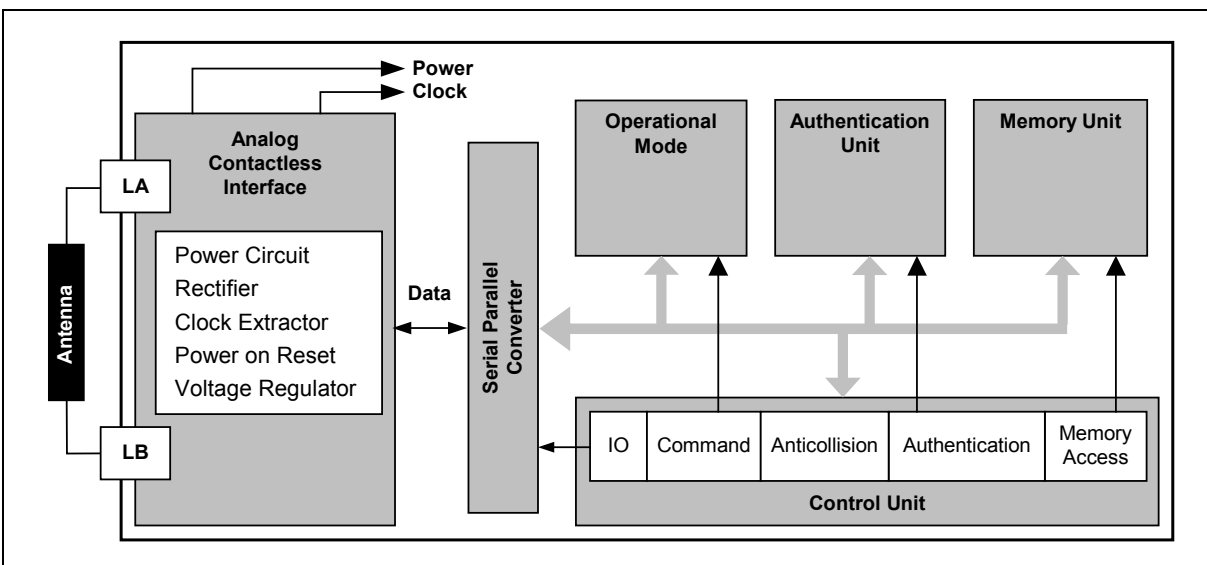 Power
Clock
Analog
Contactless
Interface
LA
Power Circuit
Rectifier
Clock Extractor
Power on Reset
Voltage Regulator
Antenna
LB
Data
Serial Parallel
Converter
Operational
Mode
Authentication
Unit
Memory Unit
IO
Command
Anticollision
Authentication
Memory
Access
Control Unit